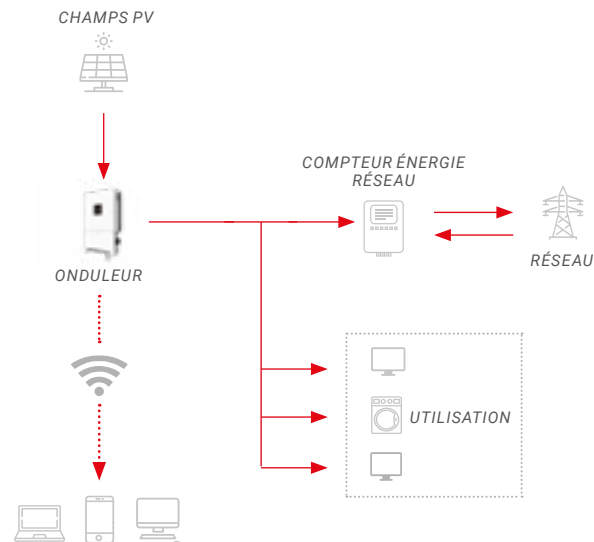 CHAMPS PV
COMPTEUR ÉNERGIE
RÉSEAU
RÉSEAU
ONDULEUR
UTILISATION